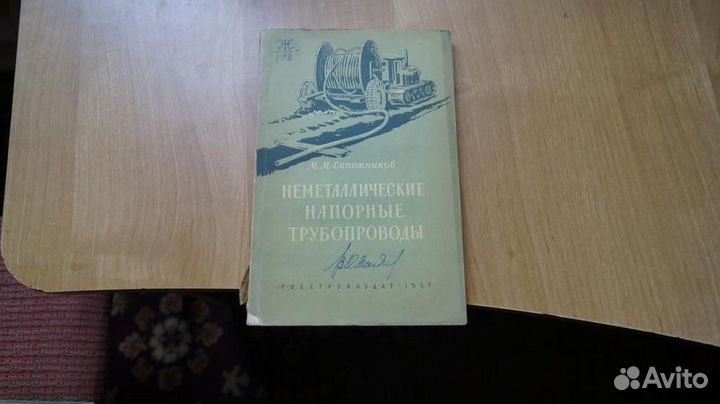 Ж
198
М. М. Сапожников
НЕМЕТАЛЛИЧЕСКИЕ
НАПОРНЫЕ
ТРУБОПРОВОДЫ
ГОССТРОЙИЗДАТ - 1957
Avito